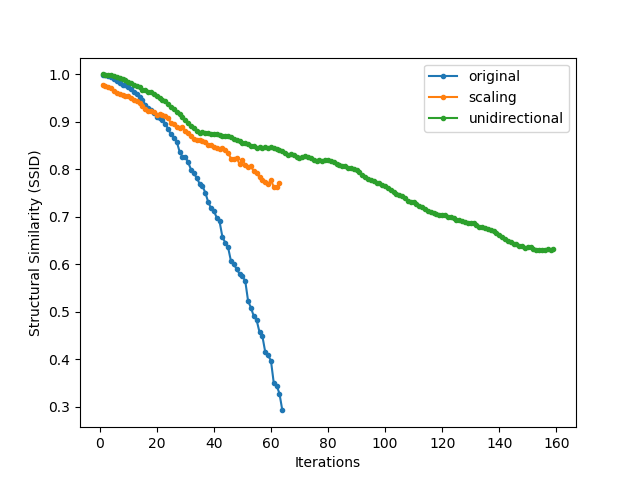 original
scaling
unidirectional
Structural Similarity (SSID)
1.0
0.9
0.8
0.7
0.6
0.5
0.4
0.3
0 20 40 60 80 100 120 140 160
Iterations